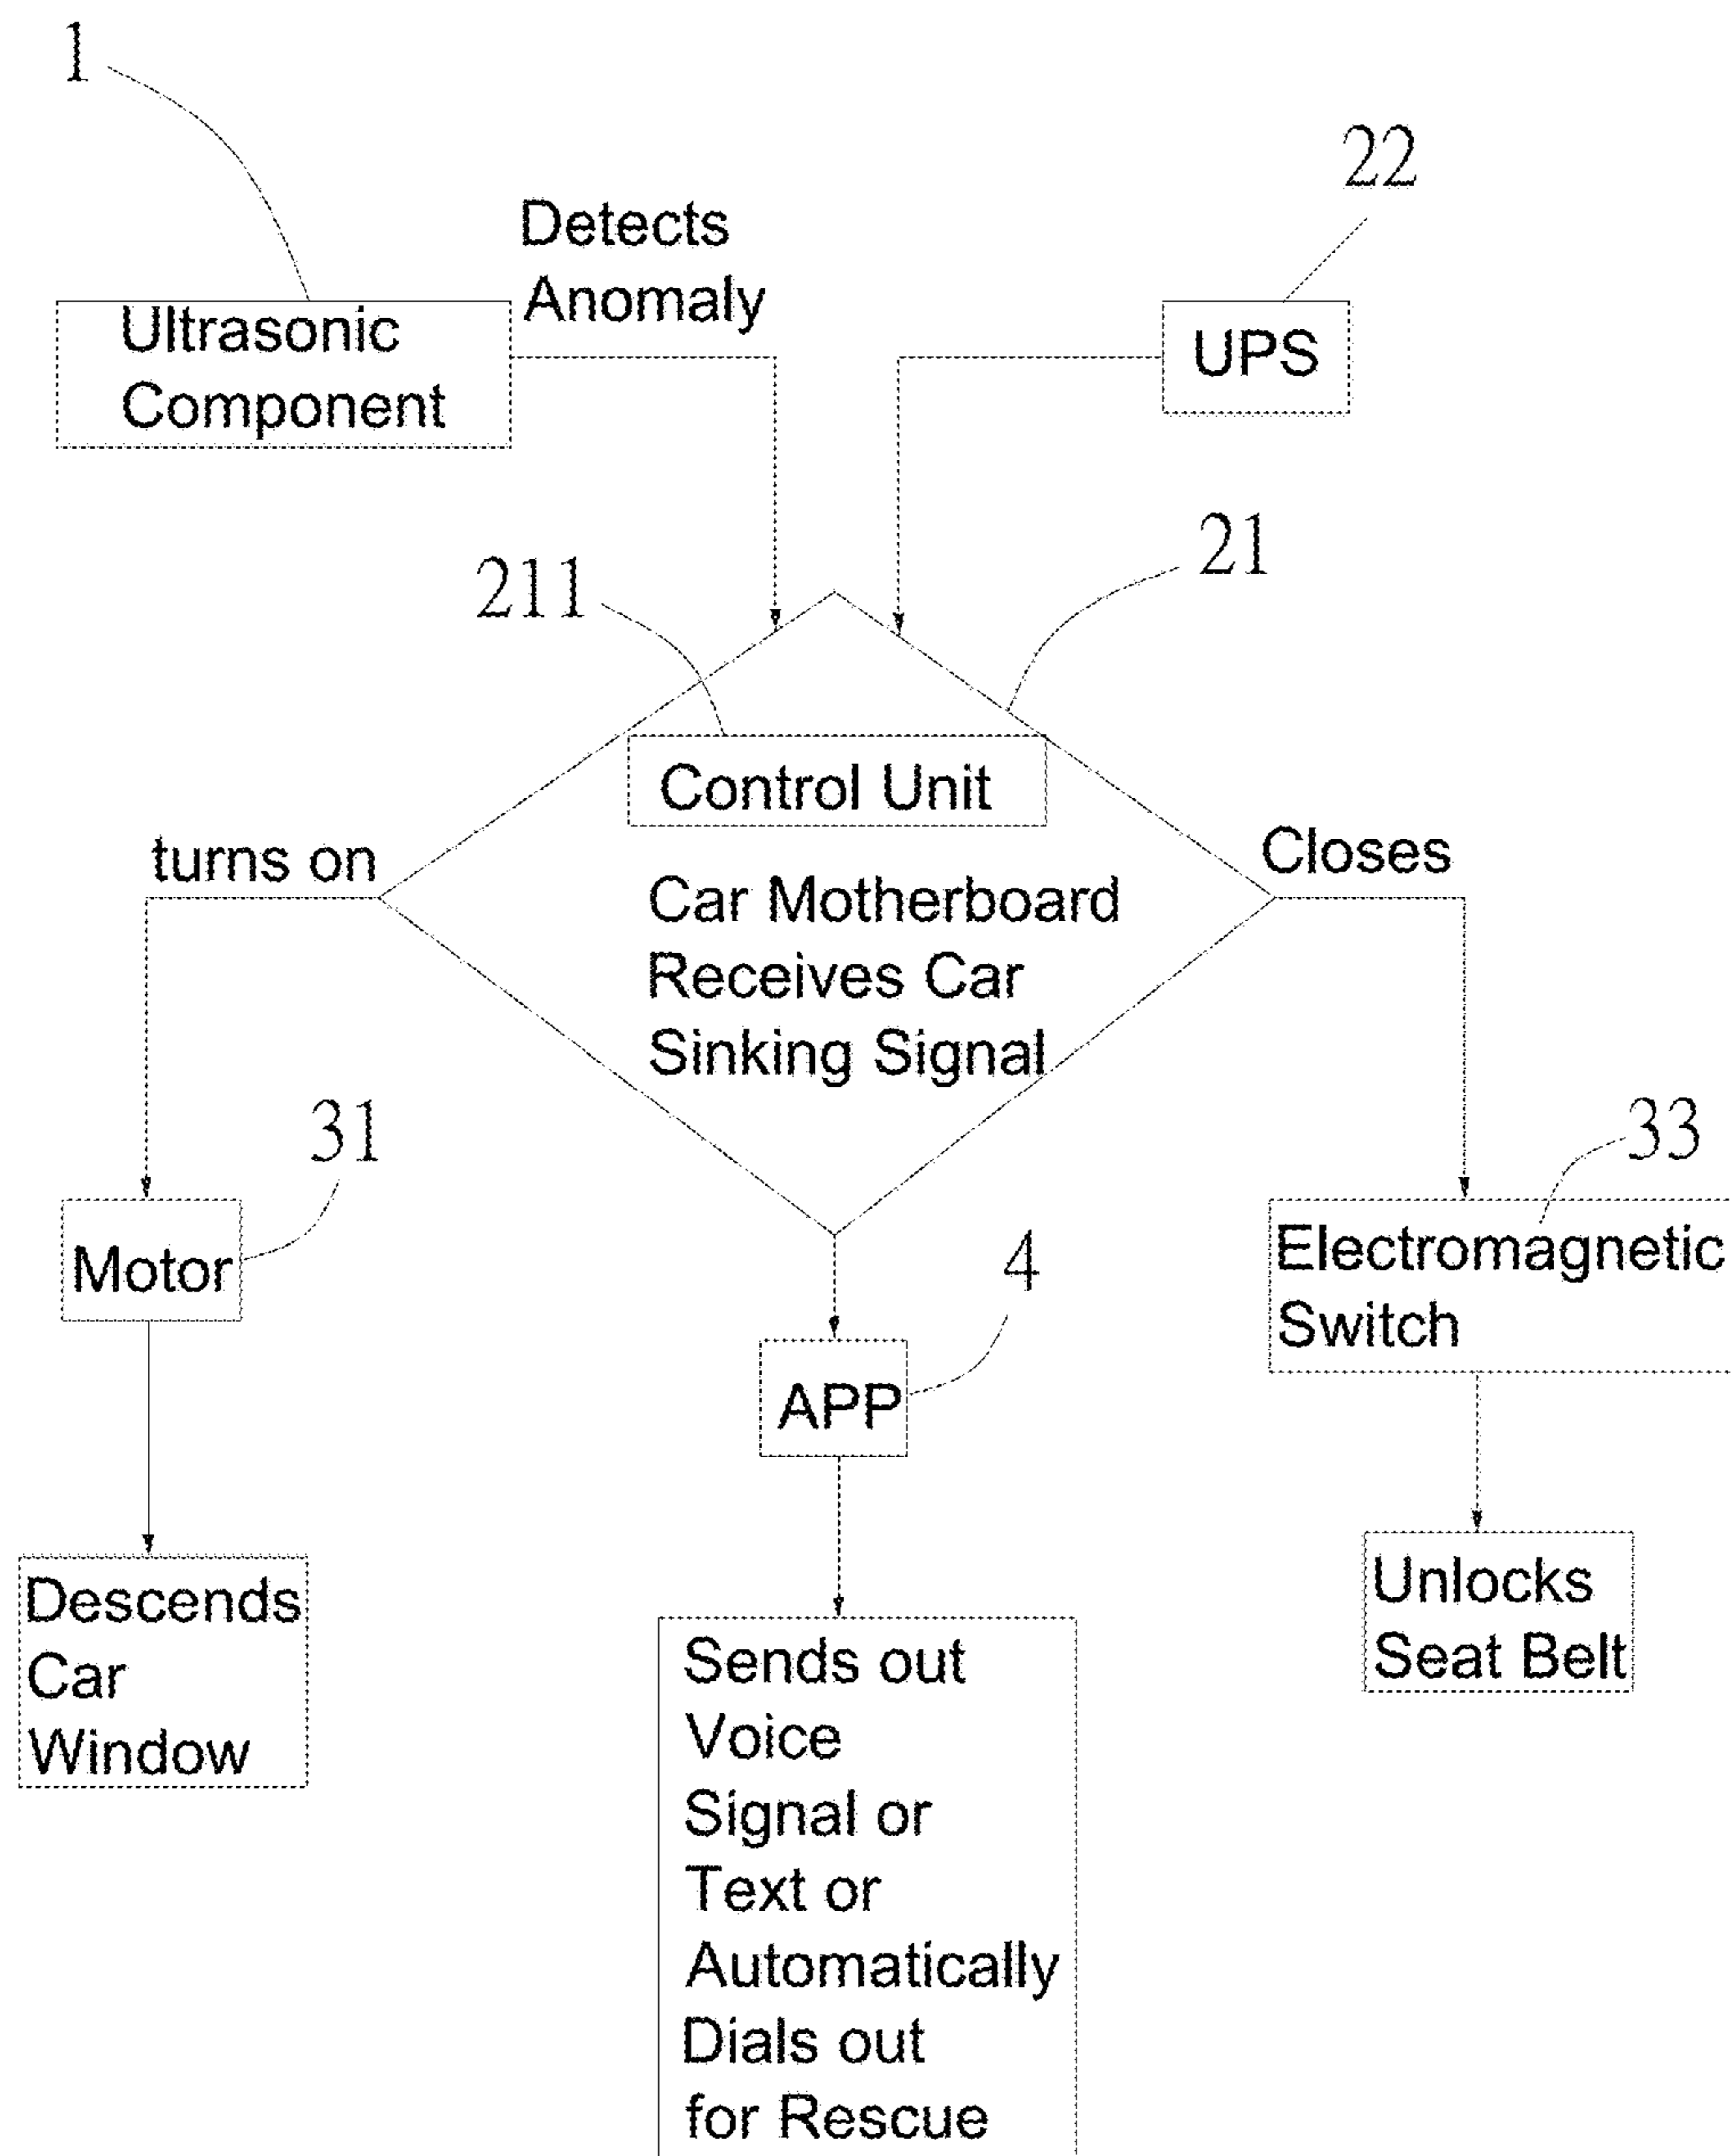 1
22
Detects
Anomaly
Ultrasonic
Component
UPS
21
211
Control Unit
turns on
Closes
Car Motherboard
Receives Car
Sinking Signal
31
33
Motor
4
Electromagnetic
Switch
APP
Descends
Car
Window
Unlocks
Seat Belt
Sends out
Voice
Signal or
Text or
Automatically
Dials out
for Rescue